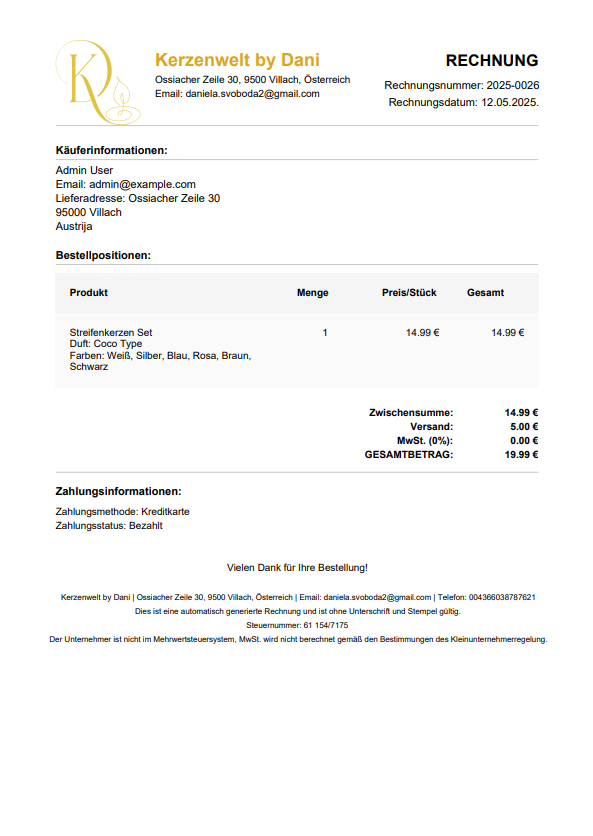 KD
Kerzenwelt by Dani
Ossiacher Zeile 30, 9500 Villach, Österreich
Email: daniela.svoboda2@gmail.com
RECHNUNG
Rechnungsnummer: 2025-0026
Rechnungsdatum: 12.05.2025.
Käuferinformationen:
Admin User
Email: admin@example.com
Lieferadresse: Ossiacher Zeile 30
95000 Villach
Austrija
Bestellpositionen:
Produkt Menge Preis/Stück Gesamt
Streifenkerzen Set 1 14.99 € 14.99 €
Duft: Coco Type
Farben: Weiß, Silber, Blau, Rosa, Braun,
Schwarz
Zwischensumme: 14.99 €
Versand: 5.00 €
MwSt. (0%): 0.00 €
GESAMTBETRAG: 19.99 €
Zahlungsinformationen:
Zahlungsmethode: Kreditkarte
Zahlungsstatus: Bezahlt
Vielen Dank für Ihre Bestellung!
Kerzenwelt by Dani | Ossiacher Zeile 30, 9500 Villach, Österreich | Email: daniela.svoboda2@gmail.com | Telefon: 004366038787621
Dies ist eine automatisch generierte Rechnung und ist ohne Unterschrift und Stempel gültig.
Steuernummer: 61 154/7175
Der Unternehmer ist nicht im Mehrwertsteuersystem, MwSt. wird nicht berechnet gemäß den Bestimmungen des Kleinunternehmerregelung.